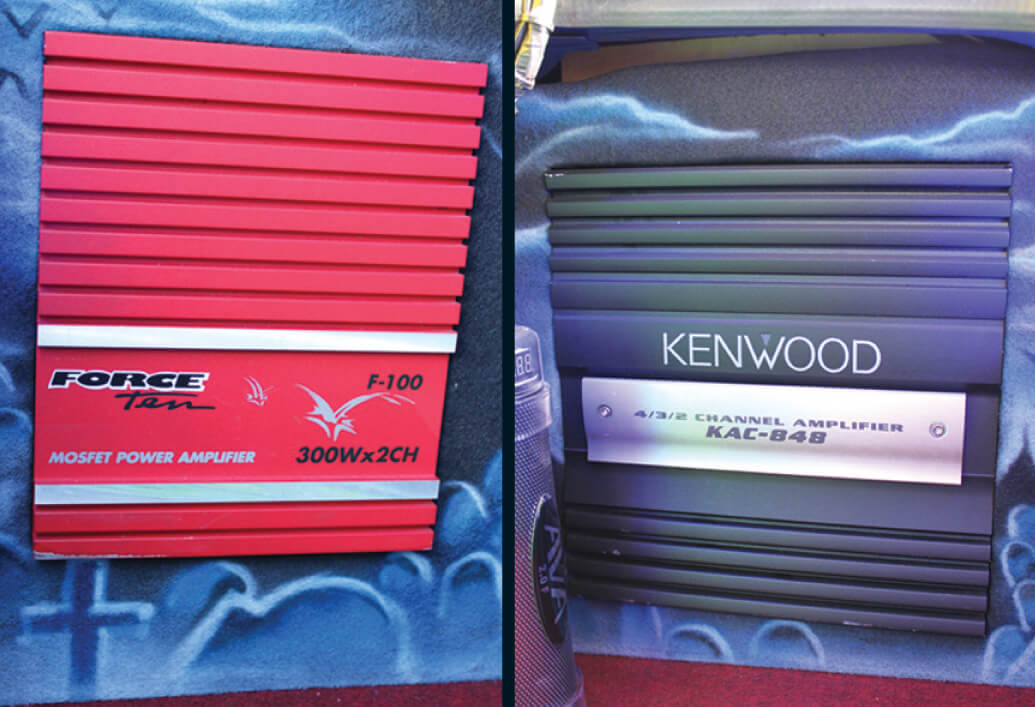 FORCE
Ten
F-100
MOSFET POWER AMPLIFIER
300Wx2CH
KENWOOD
4/3/2 CHANNEL AMPLIFIER
KAC-848